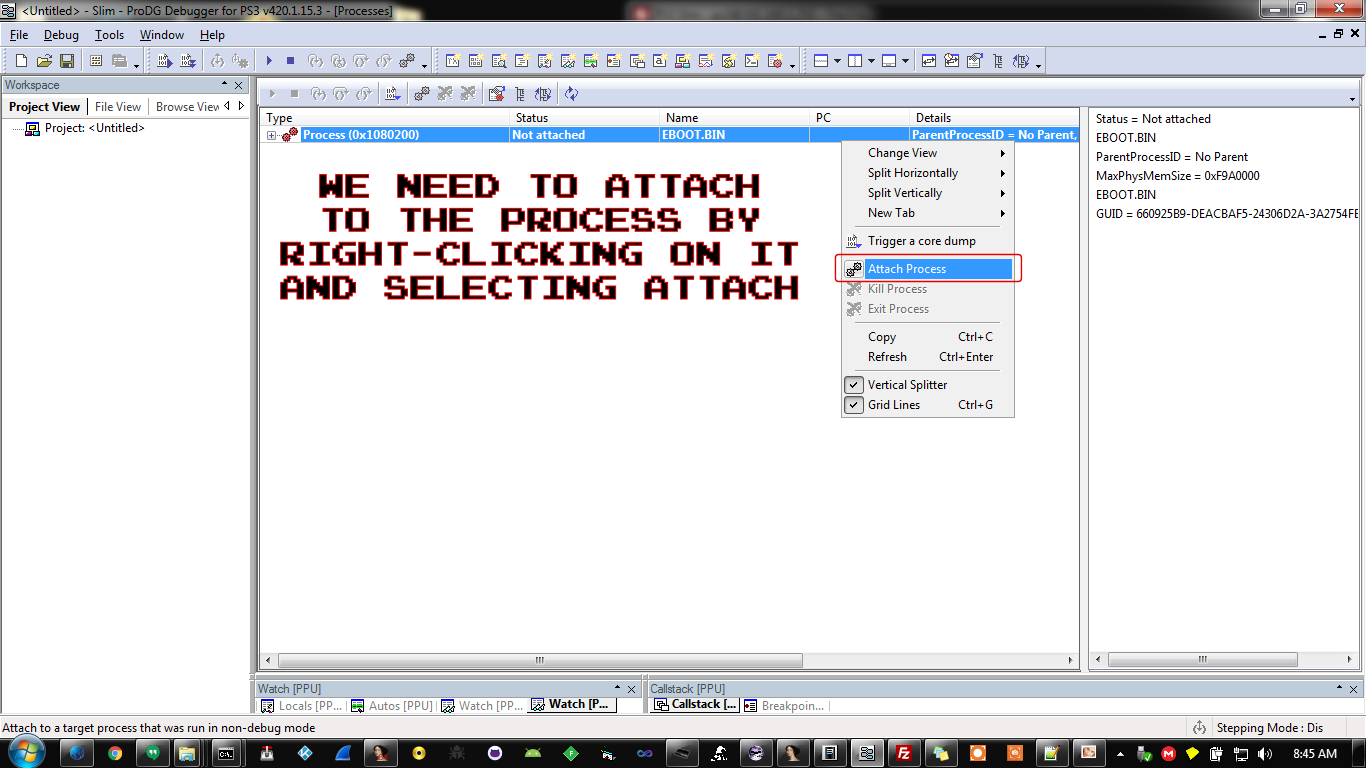 <Untitled> - Slim - ProDG Debugger for PS3 v420.1.15.3 - [Processes]
File Debug Tools Window Help
Workspace
Project View File View Browse View
Project: <Untitled>
Type Status Name PC Details
Process (0x1080200) Not attached EBOOT.BIN ParentProcessID = No Parent,
WE NEED TO ATTACH
TO THE PROCESS BY
RIGHT-CLICKING ON IT
AND SELECTING ATTACH
Change View
Split Horizontally
Split Vertically
New Tab
Trigger a core dump
Attach Process
Kill Process
Exit Process
Copy Ctrl+C
Refresh Ctrl+Enter
Vertical Splitter
Grid Lines Ctrl+G
Status = Not attached
EBOOT.BIN
ParentProcessID = No Parent
MaxPhysMemSize = 0xF9A0000
EBOOT.BIN
GUID = 660925B9-DEACBAF5-24306D2A-3A2754FE
Watch [PPU]
Locals [PP... Autos [PPU] Watch [PP... Watch [P...
Callstack [PPU]
Callstack [... Breakpoin...
Attach to a target process that was run in non-debug mode
Stepping Mode : Dis
8:45 AM